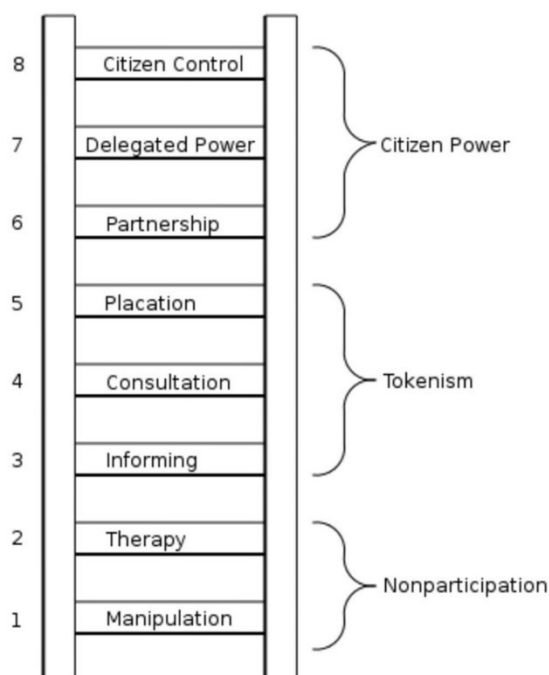 8 Citizen Control
7 Delegated Power
Citizen Power
6 Partnership
5 Placation
4 Consultation
Tokenism
3 Informing
2 Therapy
Nonparticipation
1 Manipulation